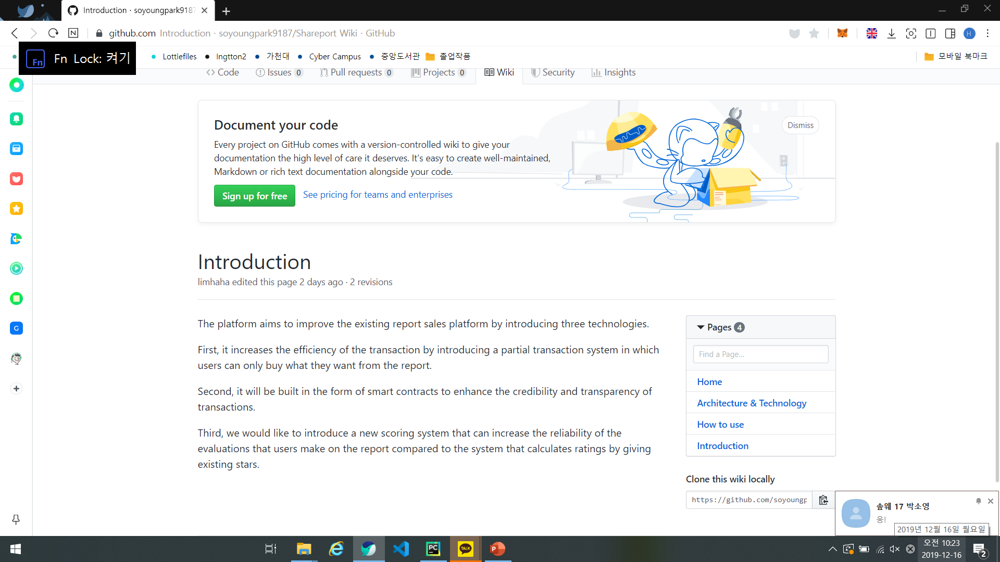 Introduction · soyoungpark9187
github.com Introduction · soyoungpark9187/Shareport Wiki · GitHub
Fn Fn Lock: 켜기
Lottiefiles
Ingtton2
가천대
Cyber Campus
중앙도서관
졸업작품
모바일 북마크
Code
Issues 0
Pull requests 0
Projects 0
Wiki
Security
Insights
Document your code
Dismiss
Every project on GitHub comes with a version-controlled wiki to give your
documentation the high level of care it deserves. It’s easy to create well-maintained,
Markdown or rich text documentation alongside your code.
Sign up for free
See pricing for teams and enterprises
Introduction
limhaha edited this page 2 days ago · 2 revisions
The platform aims to improve the existing report sales platform by introducing three technologies.
First, it increases the efficiency of the transaction by introducing a partial transaction system in which
users can only buy what they want from the report.
Second, it will be built in the form of smart contracts to enhance the credibility and transparency of
transactions.
Third, we would like to introduce a new scoring system that can increase the reliability of the
evaluations that users make on the report compared to the system that calculates ratings by giving
existing stars.
Pages 4
Find a Page...
Home
Architecture & Technology
How to use
Introduction
Clone this wiki locally
https://github.com/soyoungp
솦웨 17 박소영
웅!
2019년 12월 16일 월요일
오전 10:23
2019-12-16
2